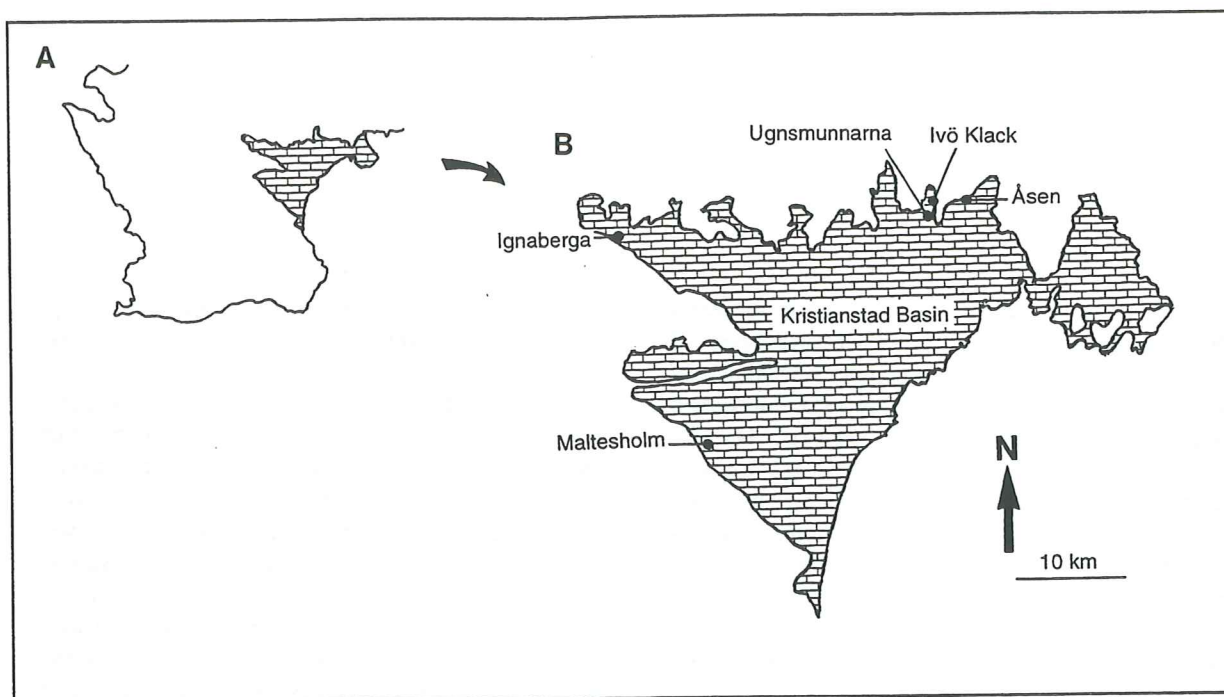 A
B
Ugnsmunnarna
Ivö Klack
Åsen
Ignaberga
Kristianstad Basin
Maltesholm
N
10 km